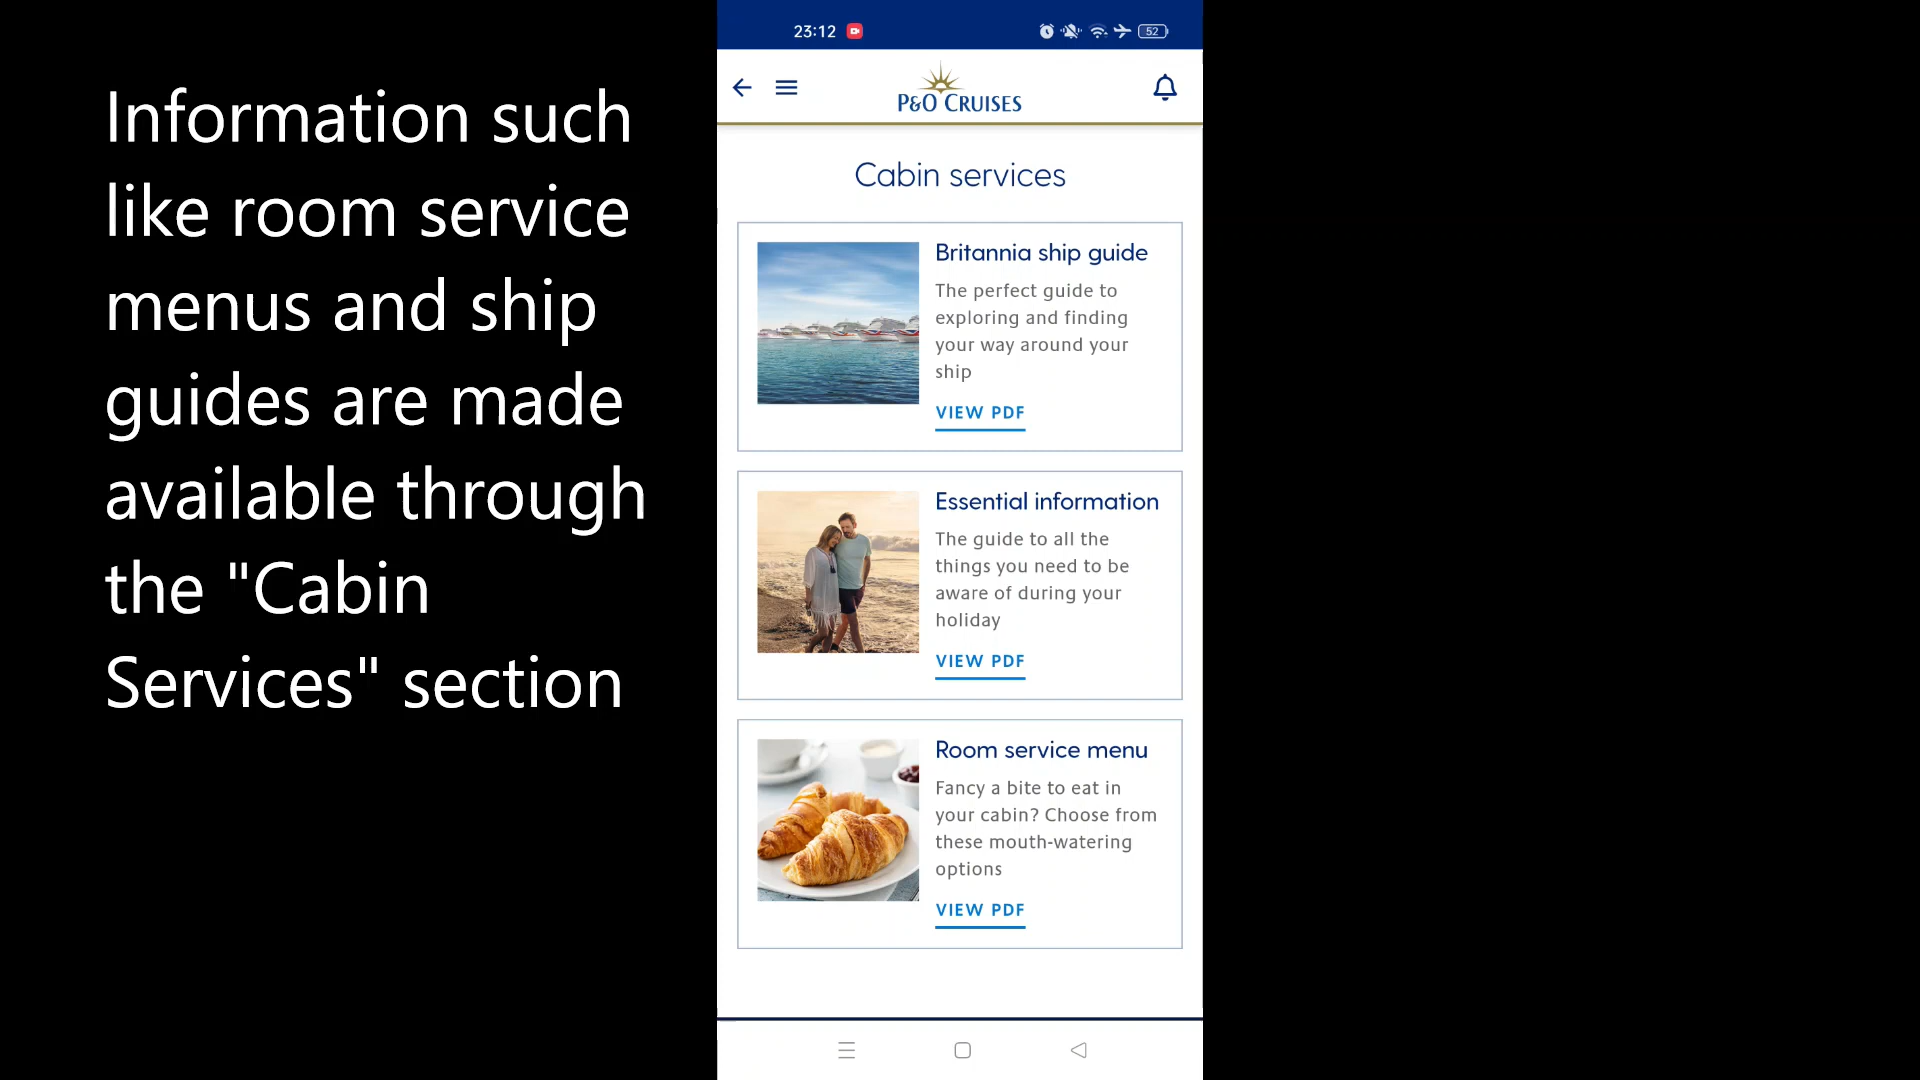 Information such
like room service
menus and ship
guides are made
available through
the "Cabin
Services" section
23:12
52
P&O CRUISES
Cabin services
Britannia ship guide
The perfect guide to
exploring and finding
your way around your
ship
VIEW PDF
Essential information
The guide to all the
things you need to be
aware of during your
holiday
VIEW PDF
Room service menu
Fancy a bite to eat in
your cabin? Choose from
these mouth-watering
options
VIEW PDF